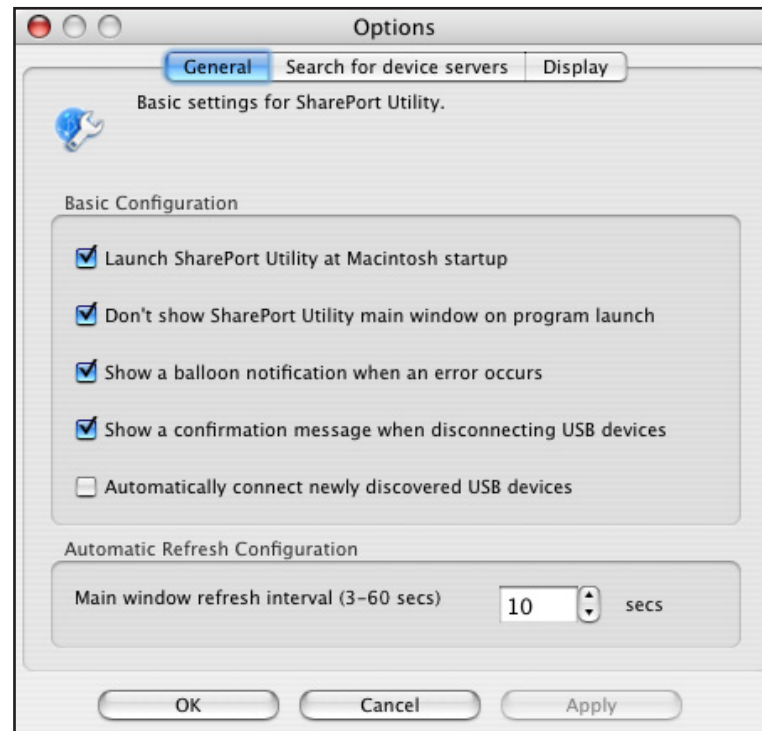 Options
General Search for device servers Display
Basic settings for SharePort Utility.
Basic Configuration
Launch SharePort Utility at Macintosh startup
Don't show SharePort Utility main window on program launch
Show a balloon notification when an error occurs
Show a confirmation message when disconnecting USB devices
Automatically connect newly discovered USB devices
Automatic Refresh Configuration
Main window refresh interval (3-60 secs) 10 secs
OK Cancel Apply